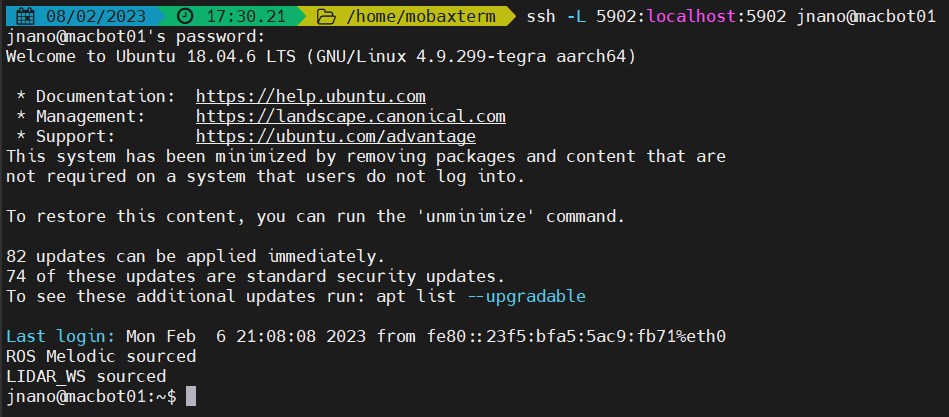 08/02/2023 17:30.21 /home/mobaxterm ssh -L 5902:localhost:5902 jnano@macbot01
jnano@macbot01's password:
Welcome to Ubuntu 18.04.6 LTS (GNU/Linux 4.9.299-tegra aarch64)
* Documentation: https://help.ubuntu.com
* Management: https://landscape.canonical.com
* Support: https://ubuntu.com/advantage
This system has been minimized by removing packages and content that are
not required on a system that users do not log into.
To restore this content, you can run the 'unminimize' command.
82 updates can be applied immediately.
74 of these updates are standard security updates.
To see these additional updates run: apt list --upgradable
Last login: Mon Feb  6 21:08:08 2023 from fe80::23f5:bfa5:5ac9:fb71%eth0
ROS Melodic sourced
LIDAR_WS sourced
jnano@macbot01:~$